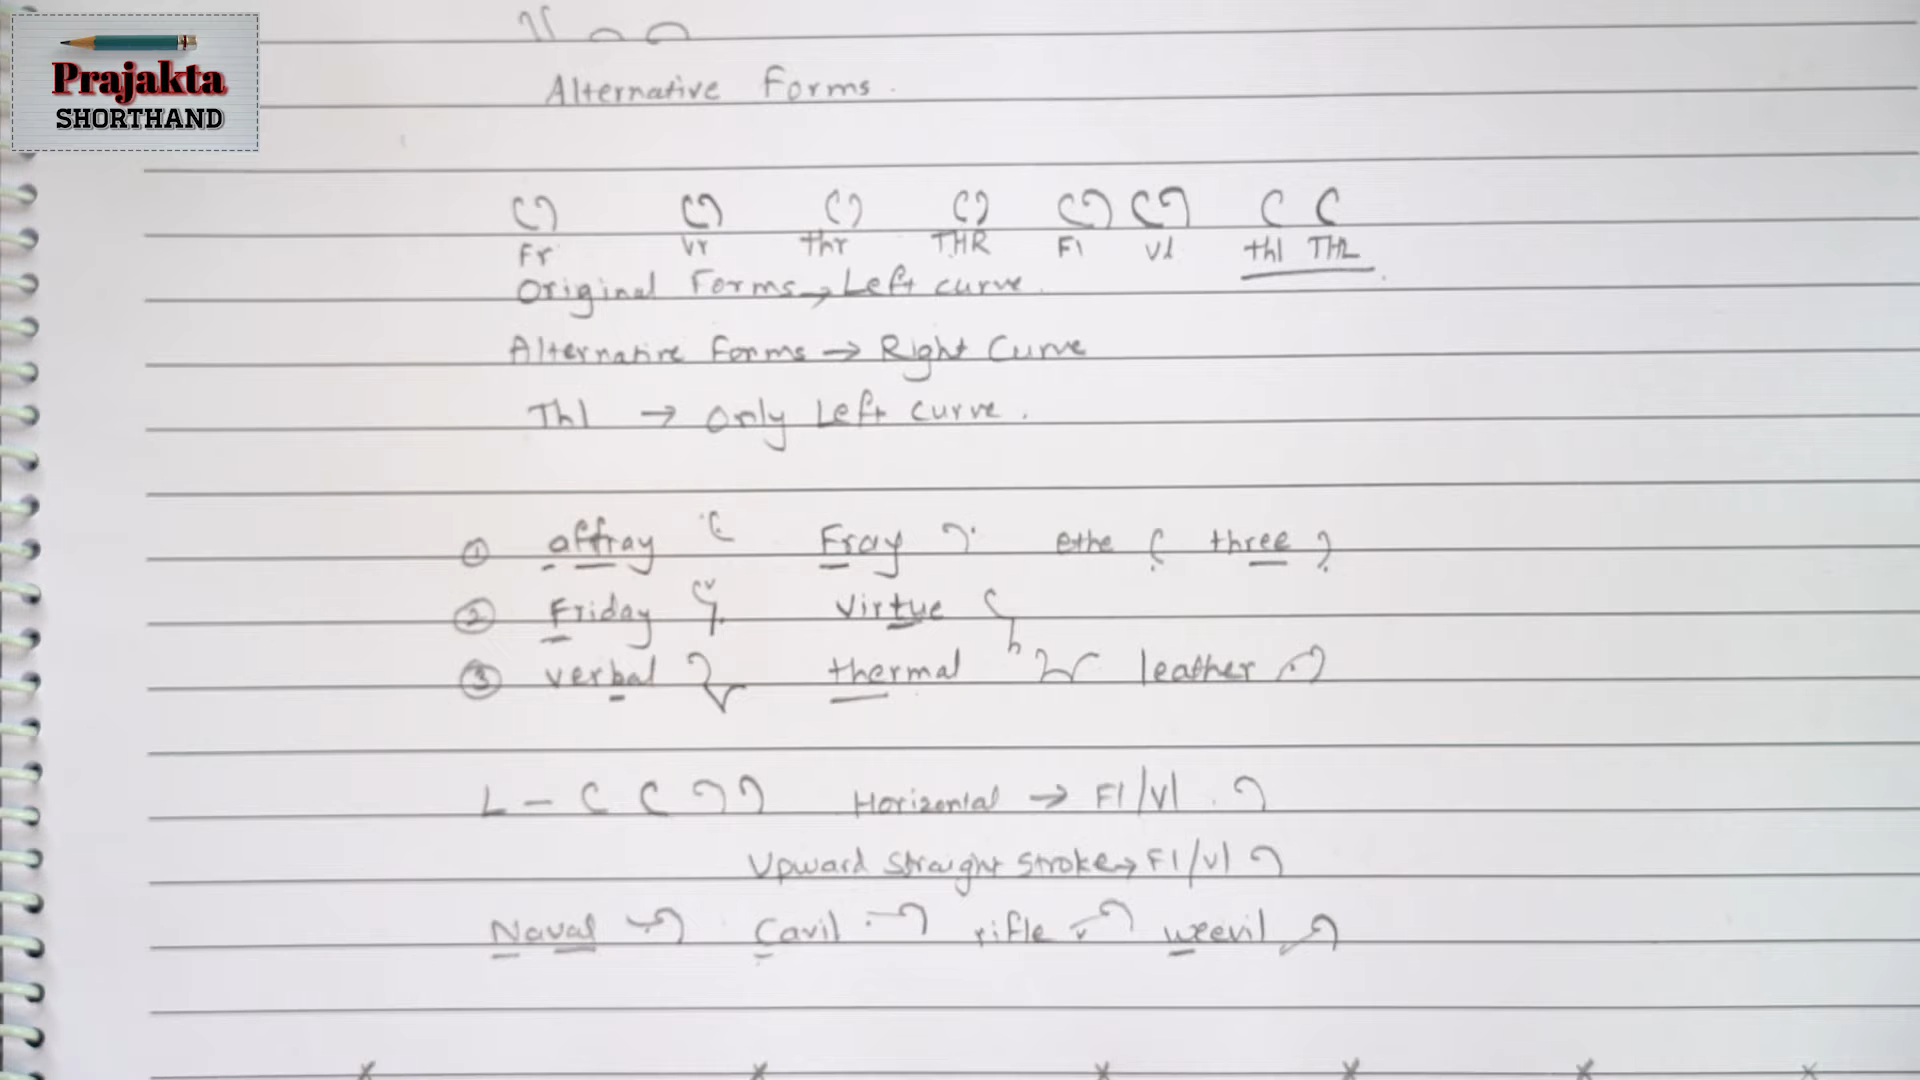 Prajakta
SHORTHAND
Alternative Forms.
Fr Vr thr THR Fl Vl thl THL
Original Forms → Left curve.
Alternative Forms → Right Curve
Thl → only Left curve.
① affray Fray ethe three
② Friday virtue
③ verbal thermal leather
L - Horizontal → Fl/Vl.
Upward straight stroke → Fl/Vl
Naval Cavil rifle weevil